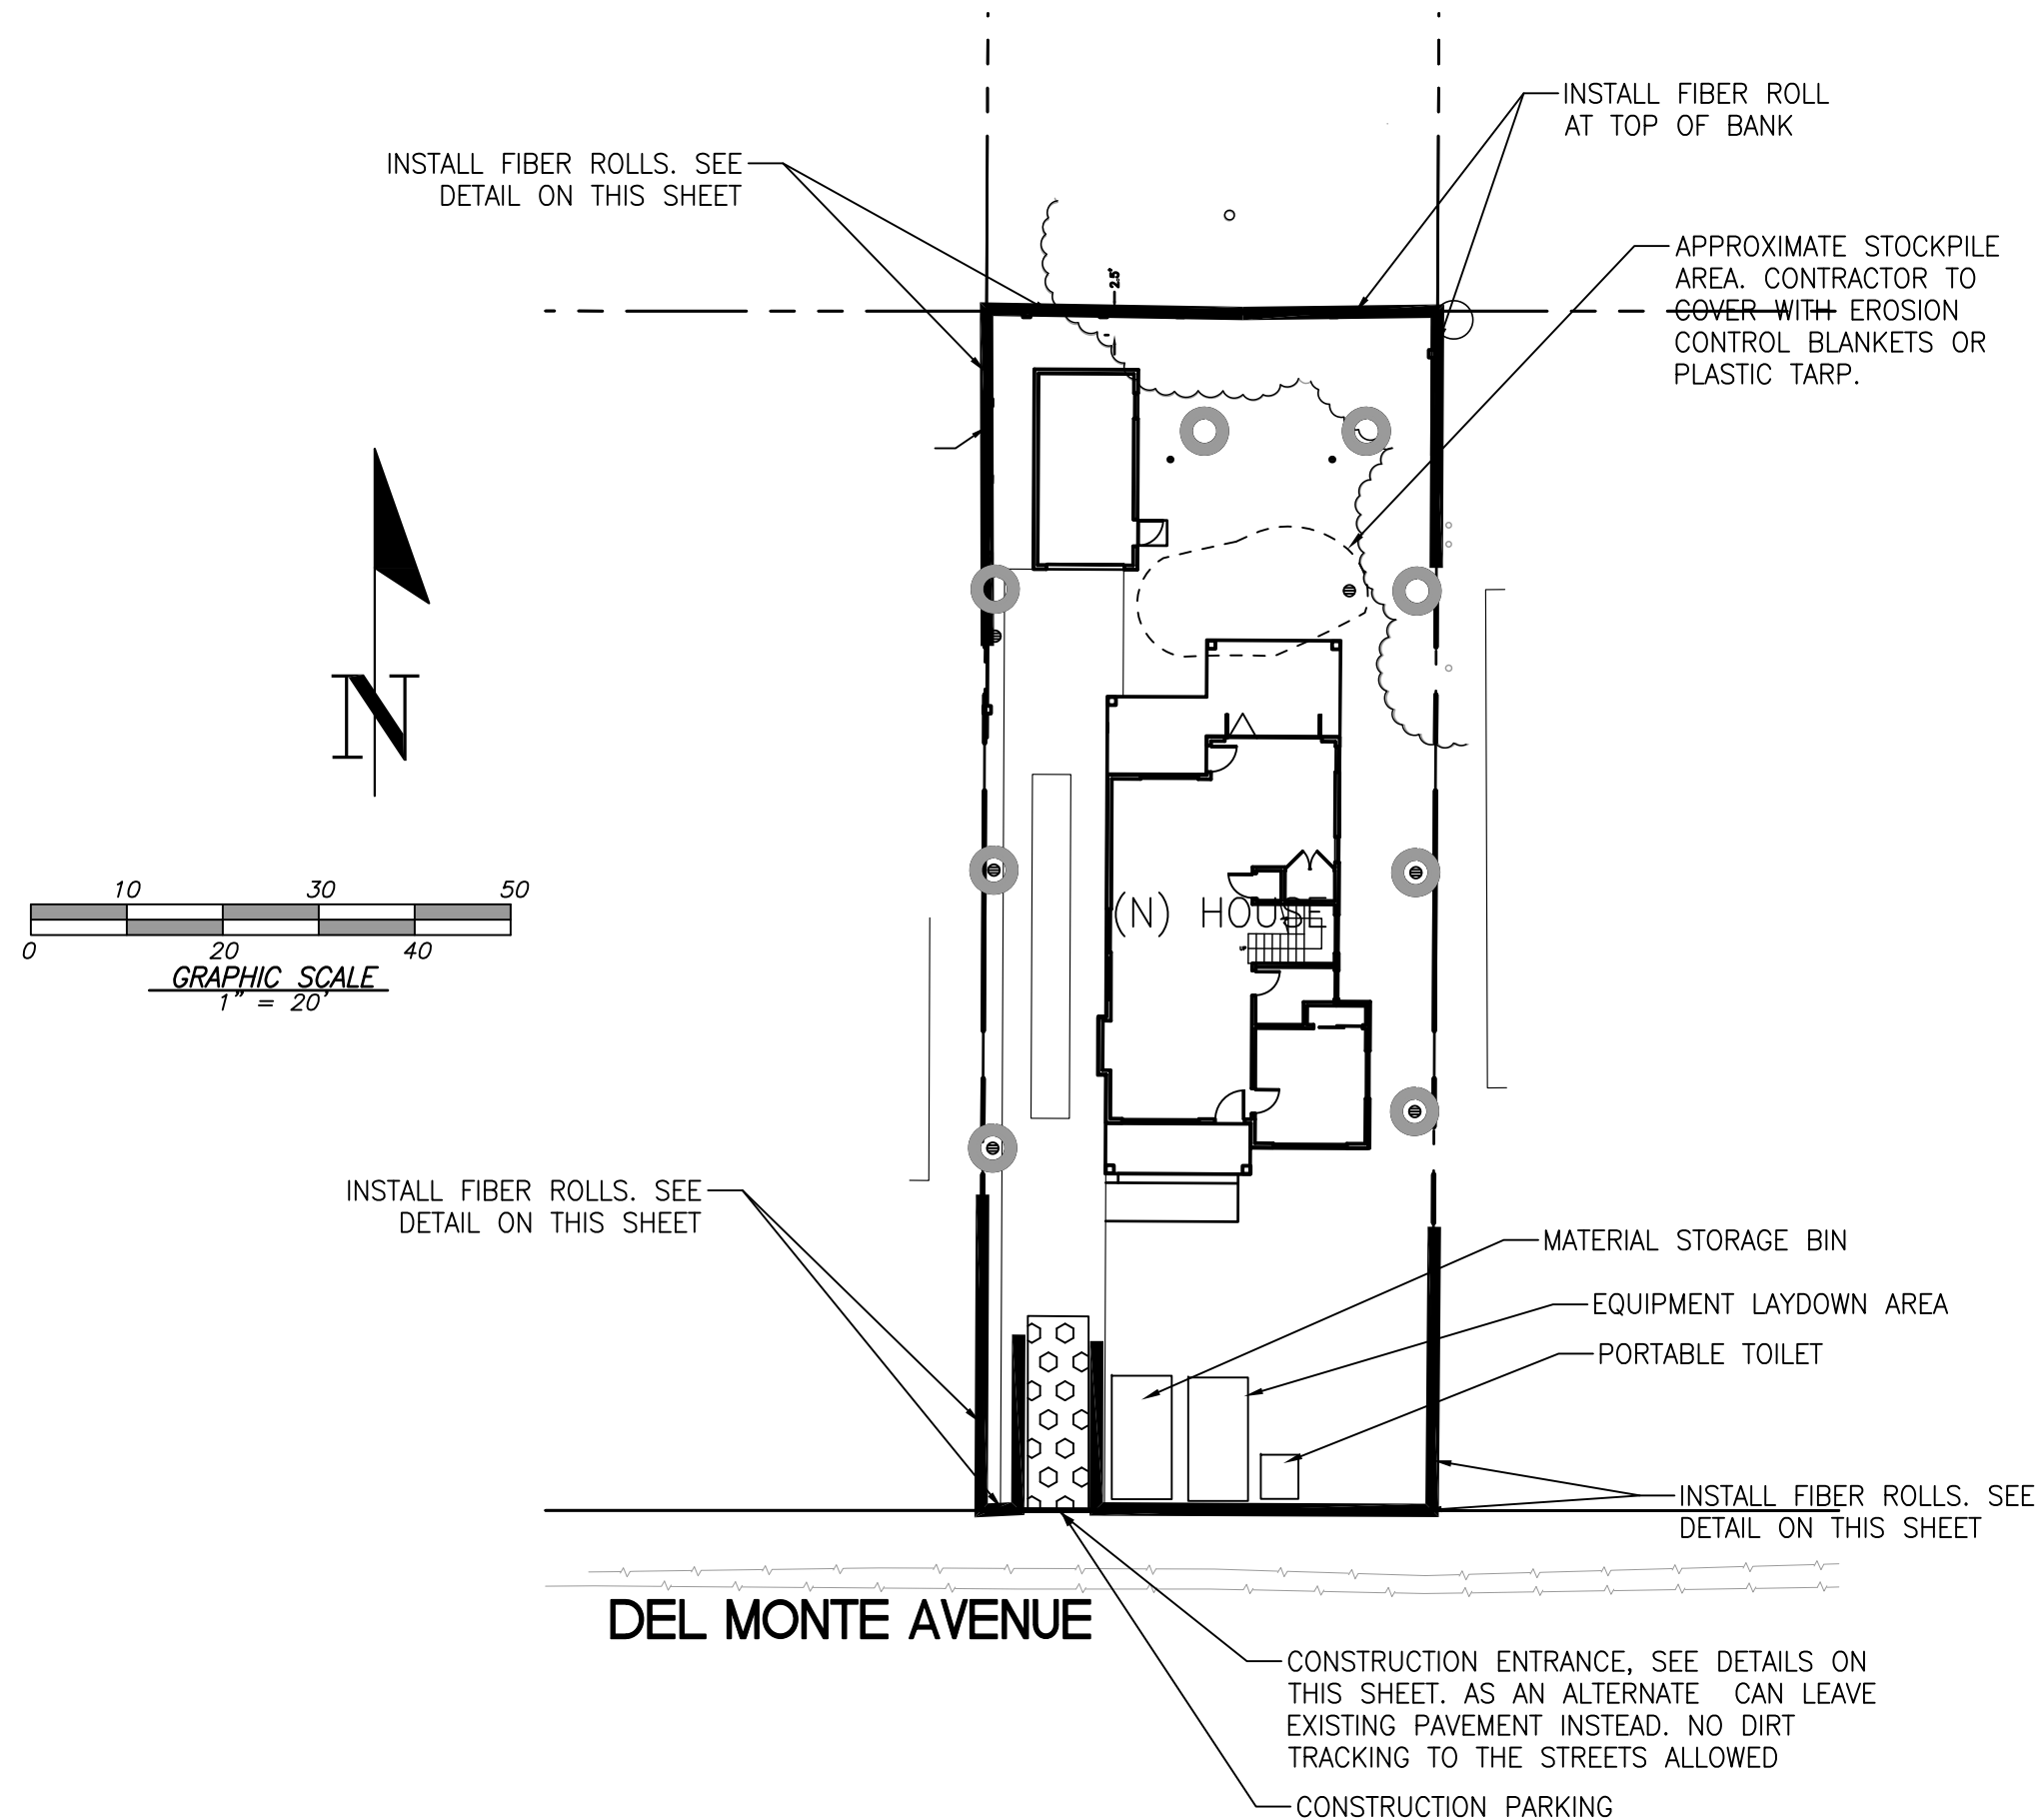 INSTALL FIBER ROLL
AT TOP OF BANK
INSTALL FIBER ROLLS. SEE
DETAIL ON THIS SHEET
APPROXIMATE STOCKPILE
AREA. CONTRACTOR TO
COVER WITH EROSION
CONTROL BLANKETS OR
PLASTIC TARP.
2.5'
N
10 30 50
0 20 40
GRAPHIC SCALE
1" = 20'
(N) HOUSE
UP
INSTALL FIBER ROLLS. SEE
DETAIL ON THIS SHEET
MATERIAL STORAGE BIN
EQUIPMENT LAYDOWN AREA
PORTABLE TOILET
INSTALL FIBER ROLLS. SEE
DETAIL ON THIS SHEET
DEL MONTE AVENUE
CONSTRUCTION ENTRANCE, SEE DETAILS ON
THIS SHEET. AS AN ALTERNATE CAN LEAVE
EXISTING PAVEMENT INSTEAD. NO DIRT
TRACKING TO THE STREETS ALLOWED
CONSTRUCTION PARKING